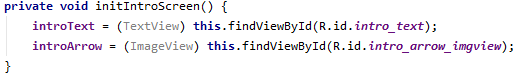 private void initIntroScreen() {
    introText = (TextView) this.findViewById(R.id.intro_text);
    introArrow = (ImageView) this.findViewById(R.id.intro_arrow_imgview);
}